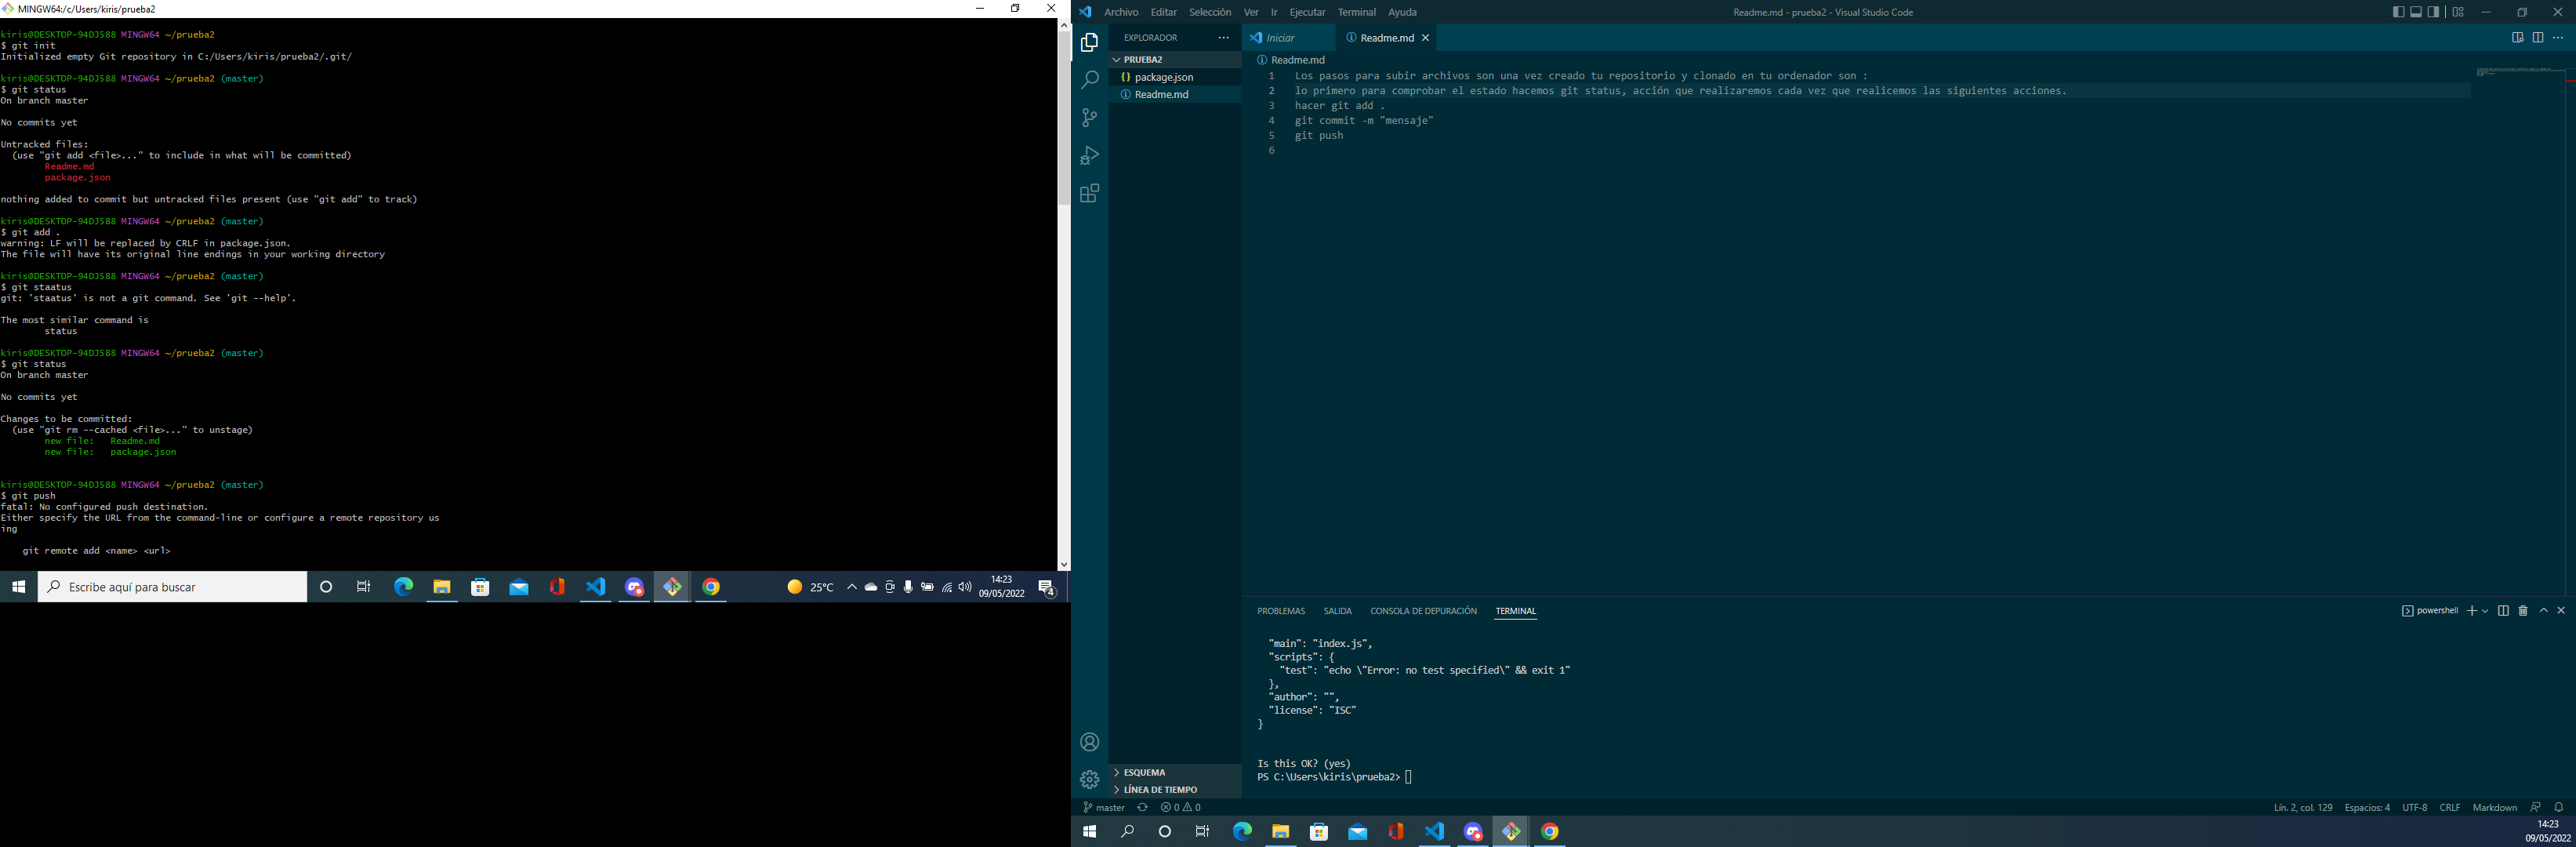 MINGW64:/c/Users/kiris/prueba2
kiris@DESKTOP-94DJ588 MINGW64 ~/prueba2
$ git init
Initialized empty Git repository in C:/Users/kiris/prueba2/.git/
kiris@DESKTOP-94DJ588 MINGW64 ~/prueba2 (master)
$ git status
On branch master
No commits yet
Untracked files:
(use "git add <file>..." to include in what will be committed)
Readme.md
package.json
nothing added to commit but untracked files present (use "git add" to track)
kiris@DESKTOP-94DJ588 MINGW64 ~/prueba2 (master)
$ git add .
warning: LF will be replaced by CRLF in package.json.
The file will have its original line endings in your working directory
kiris@DESKTOP-94DJ588 MINGW64 ~/prueba2 (master)
$ git staatus
git: 'staatus' is not a git command. See 'git --help'.
The most similar command is
status
kiris@DESKTOP-94DJ588 MINGW64 ~/prueba2 (master)
$ git status
On branch master
No commits yet
Changes to be committed:
(use "git rm --cached <file>..." to unstage)
new file:   Readme.md
new file:   package.json
kiris@DESKTOP-94DJ588 MINGW64 ~/prueba2 (master)
$ git push
fatal: No configured push destination.
Either specify the URL from the command-line or configure a remote repository us
ing
git remote add <name> <url>
Escribe aquí para buscar
25°C
14:23
09/05/2022
4
Archivo Editar Selección Ver Ir Ejecutar Terminal Ayuda
Readme.md - prueba2 - Visual Studio Code
EXPLORADOR
Iniciar
Readme.md
PRUEBA2
package.json
Readme.md
Readme.md
1 Los pasos para subir archivos son una vez creado tu repositorio y clonado en tu ordenador son :
2 lo primero para comprobar el estado hacemos git status, acción que realizaremos cada vez que realicemos las siguientes acciones.
3 hacer git add .
4 git commit -m "mensaje"
5 git push
6
PROBLEMAS SALIDA CONSOLA DE DEPURACIÓN TERMINAL
powershell
"main": "index.js",
"scripts": {
"test": "echo \"Error: no test specified\" && exit 1"
},
"author": "",
"license": "ISC"
}
Is this OK? (yes)
PS C:\Users\kiris\prueba2>
ESQUEMA
LÍNEA DE TIEMPO
master
0 0
Lín. 2, col. 129 Espacios: 4 UTF-8 CRLF Markdown
14:23
09/05/2022